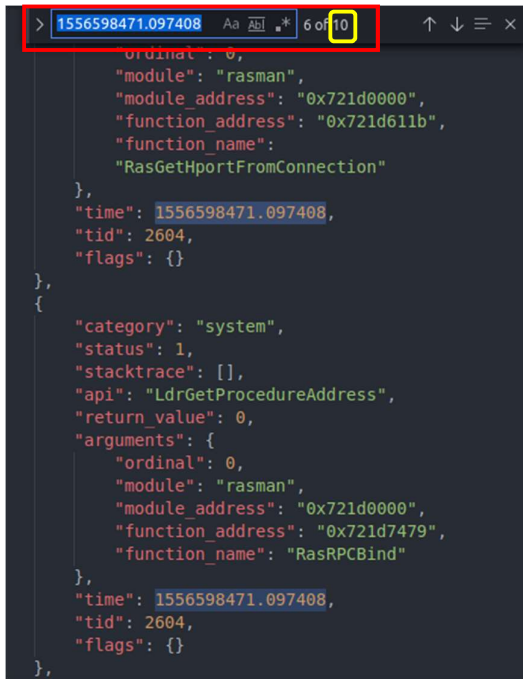 > 1556598471.097408 Aa Abl .* 6 of 10
"ordinal": 0,
"module": "rasman",
"module_address": "0x721d0000",
"function_address": "0x721d611b",
"function_name":
"RasGetHportFromConnection"
},
"time": 1556598471.097408,
"tid": 2604,
"flags": {}
},
{
"category": "system",
"status": 1,
"stacktrace": [],
"api": "LdrGetProcedureAddress",
"return_value": 0,
"arguments": {
"ordinal": 0,
"module": "rasman",
"module_address": "0x721d0000",
"function_address": "0x721d7479",
"function_name": "RasRPCBind"
},
"time": 1556598471.097408,
"tid": 2604,
"flags": {}
},